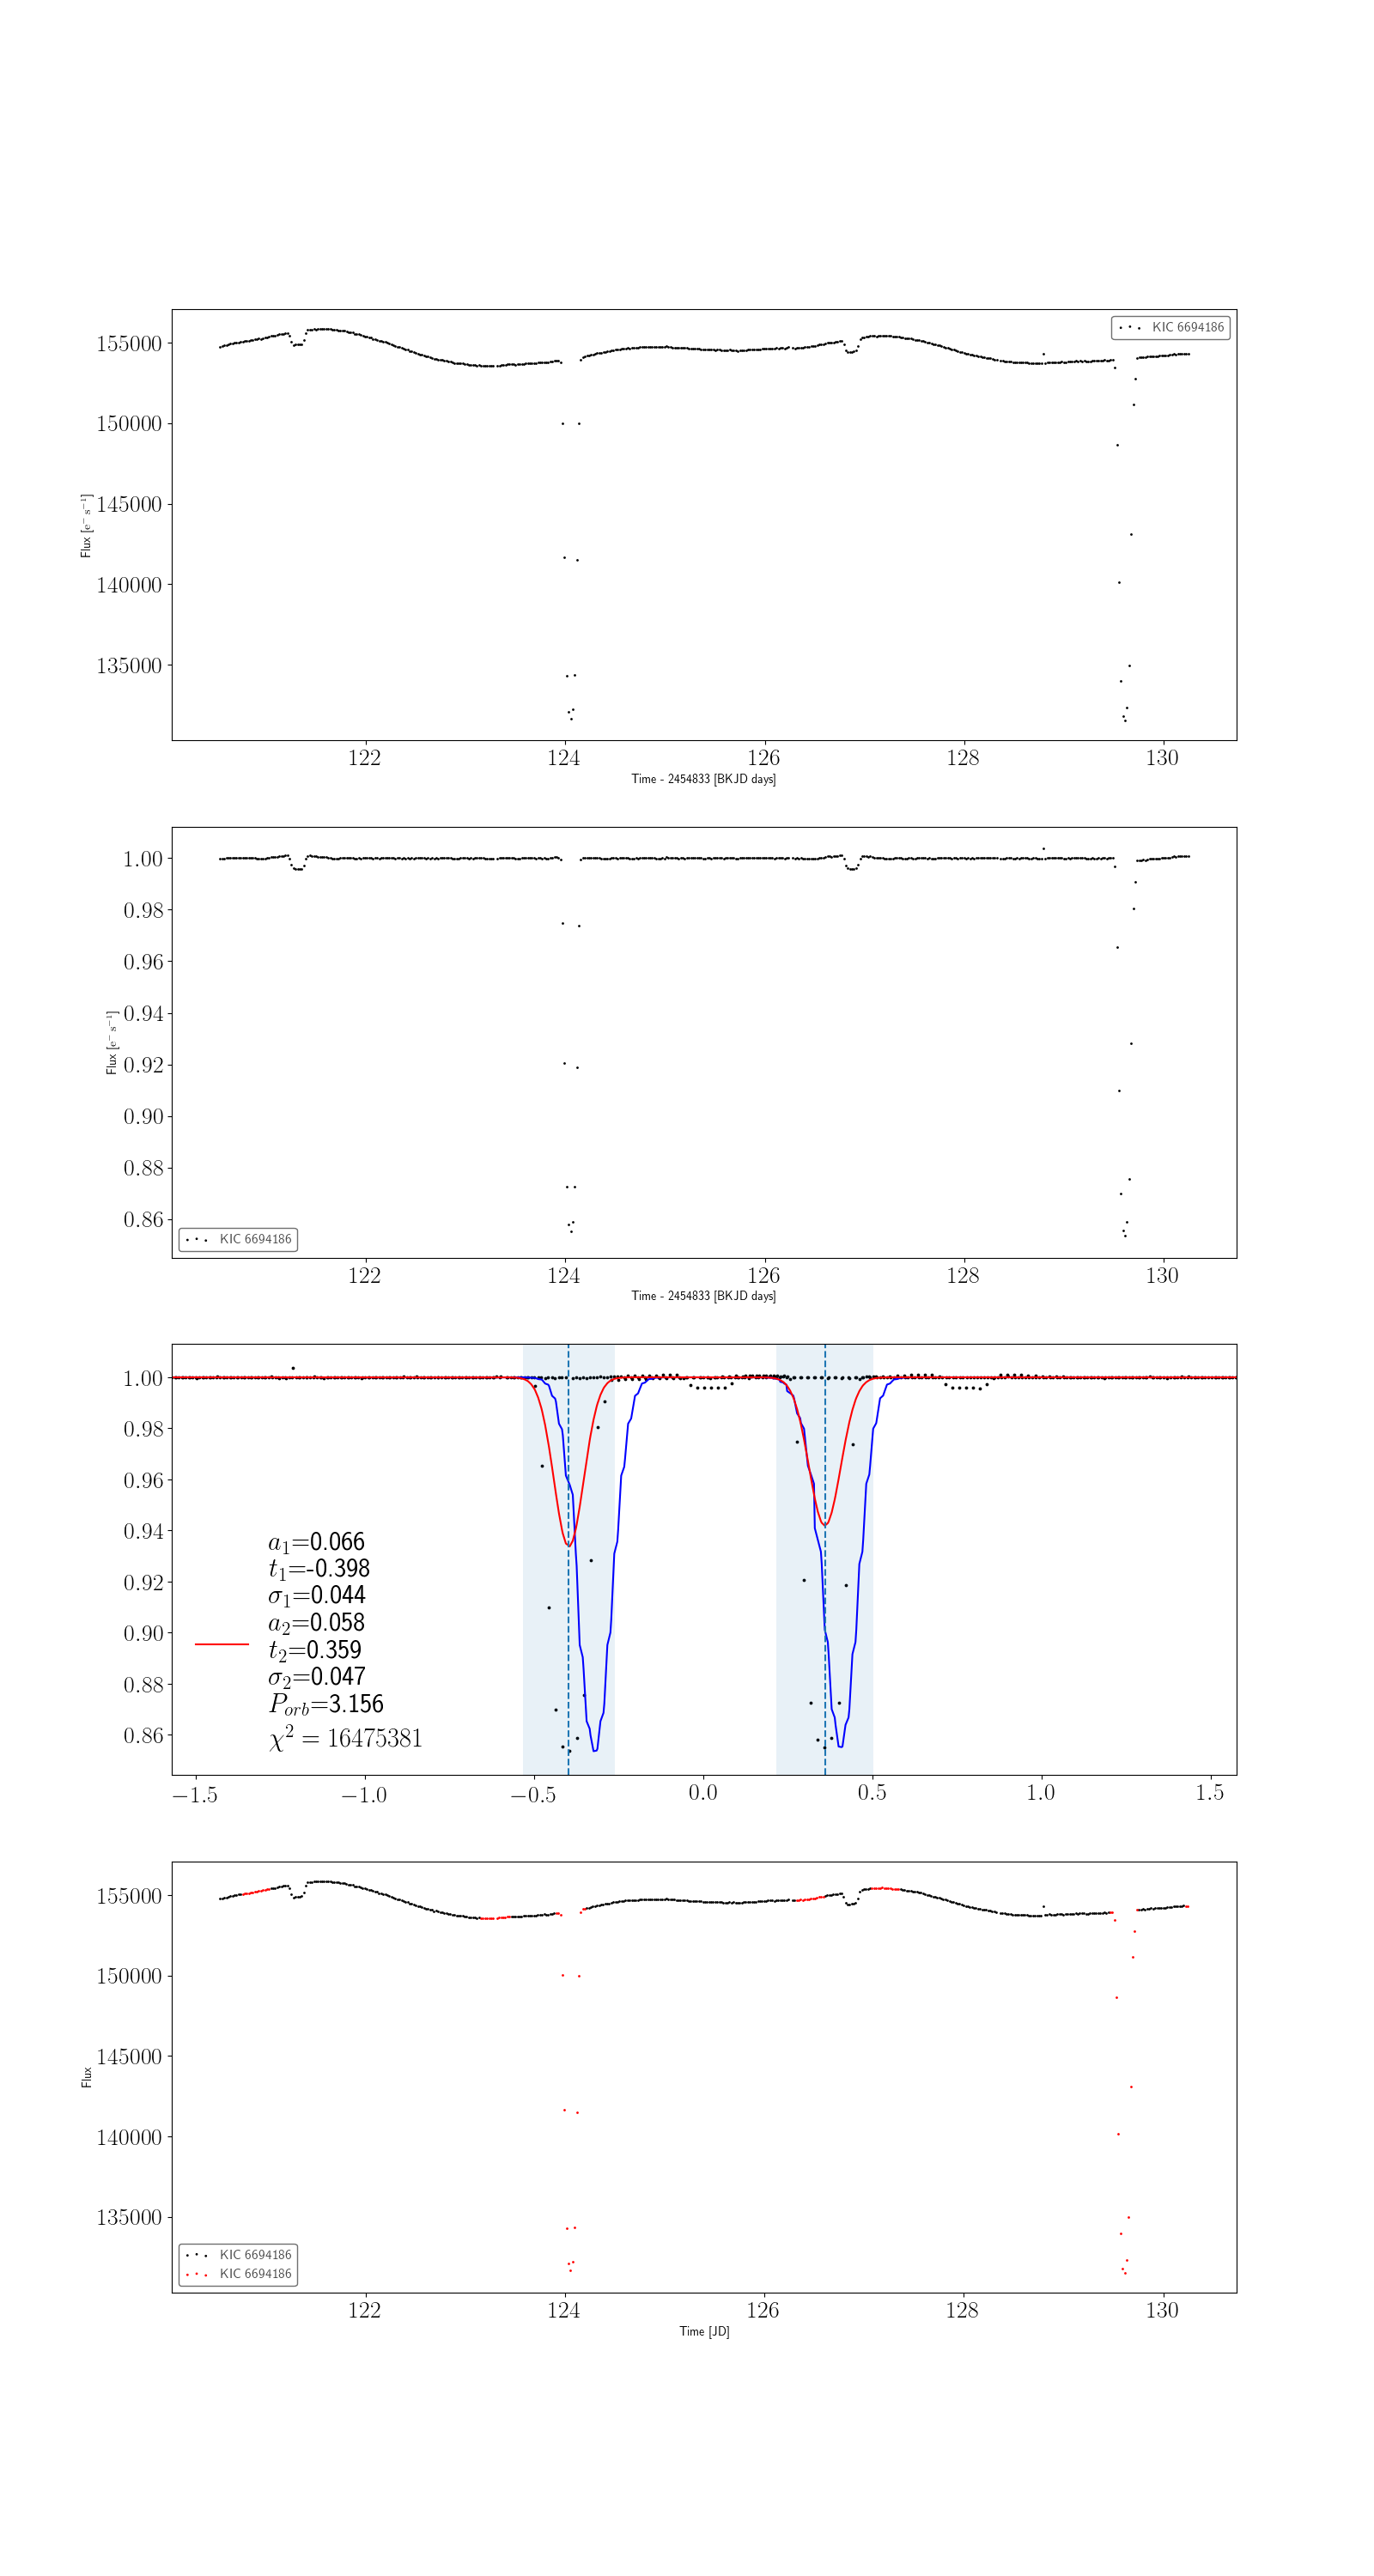 155000
150000
145000
140000
135000
Flux [e⁻ s⁻¹]
KIC 6694186
122 124 126 128 130
Time - 2454833 [BKJD days]
1.00
0.98
0.96
0.94
0.92
0.90
0.88
0.86
Flux [e⁻ s⁻¹]
KIC 6694186
122 124 126 128 130
Time - 2454833 [BKJD days]
1.00
0.98
0.96
0.94
0.92
0.90
0.88
0.86
a₁=0.066
t₁=-0.398
σ₁=0.044
a₂=0.058
t₂=0.359
σ₂=0.047
Pₒᵣb=3.156
χ² = 16475381
−1.5 −1.0 −0.5 0.0 0.5 1.0 1.5
155000
150000
145000
140000
135000
Flux
KIC 6694186
KIC 6694186
122 124 126 128 130
Time [JD]